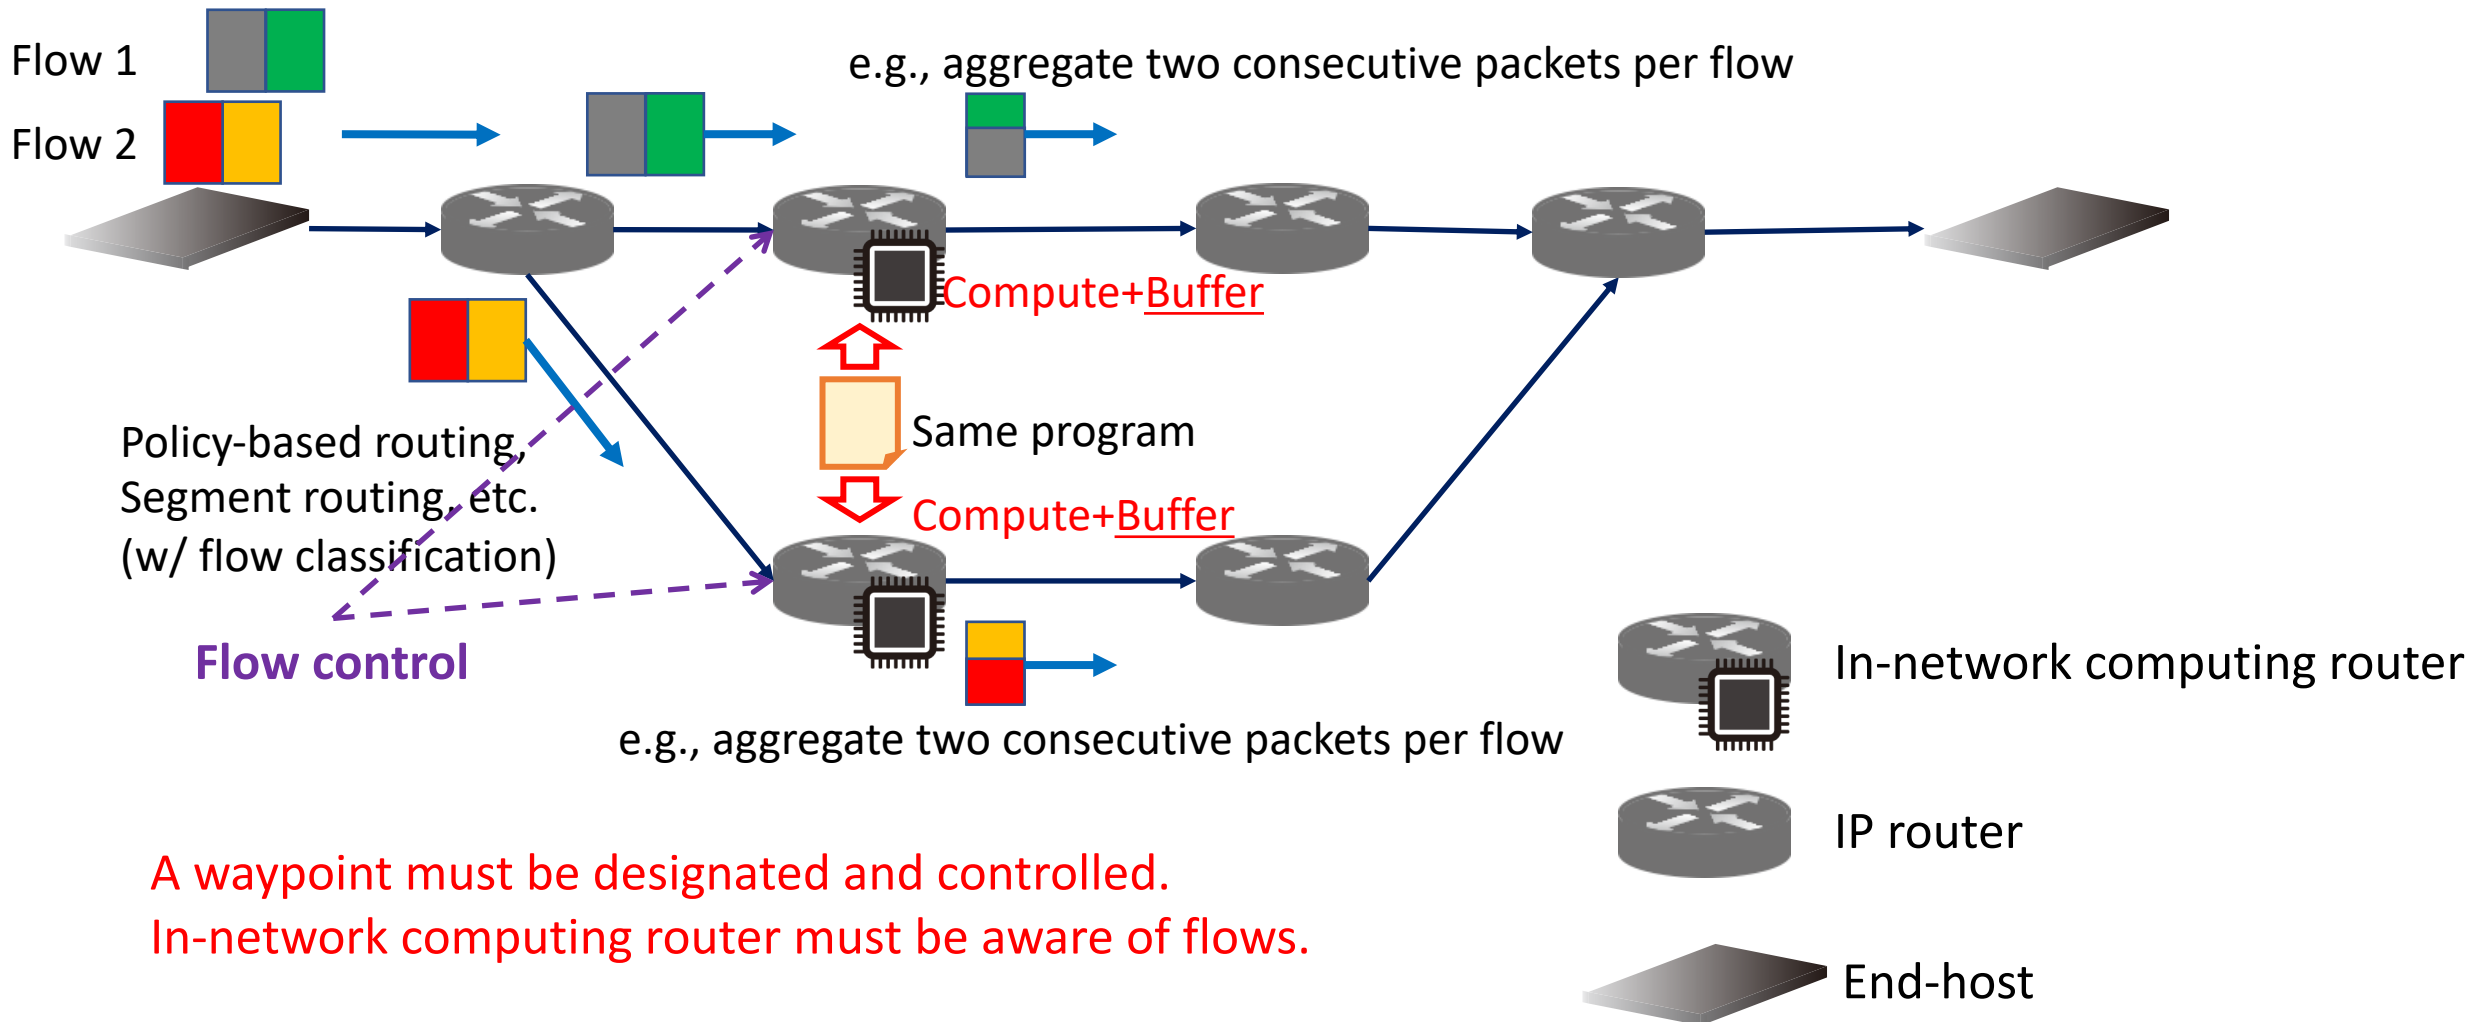 Flow 1
e.g., aggregate two consecutive packets per flow
Flow 2
Compute+Buffer
Same program
Policy-based routing,
Segment routing, etc.
(w/ flow classification)
Compute+Buffer
Flow control
e.g., aggregate two consecutive packets per flow
In-network computing router
IP router
End-host
A waypoint must be designated and controlled.
In-network computing router must be aware of flows.